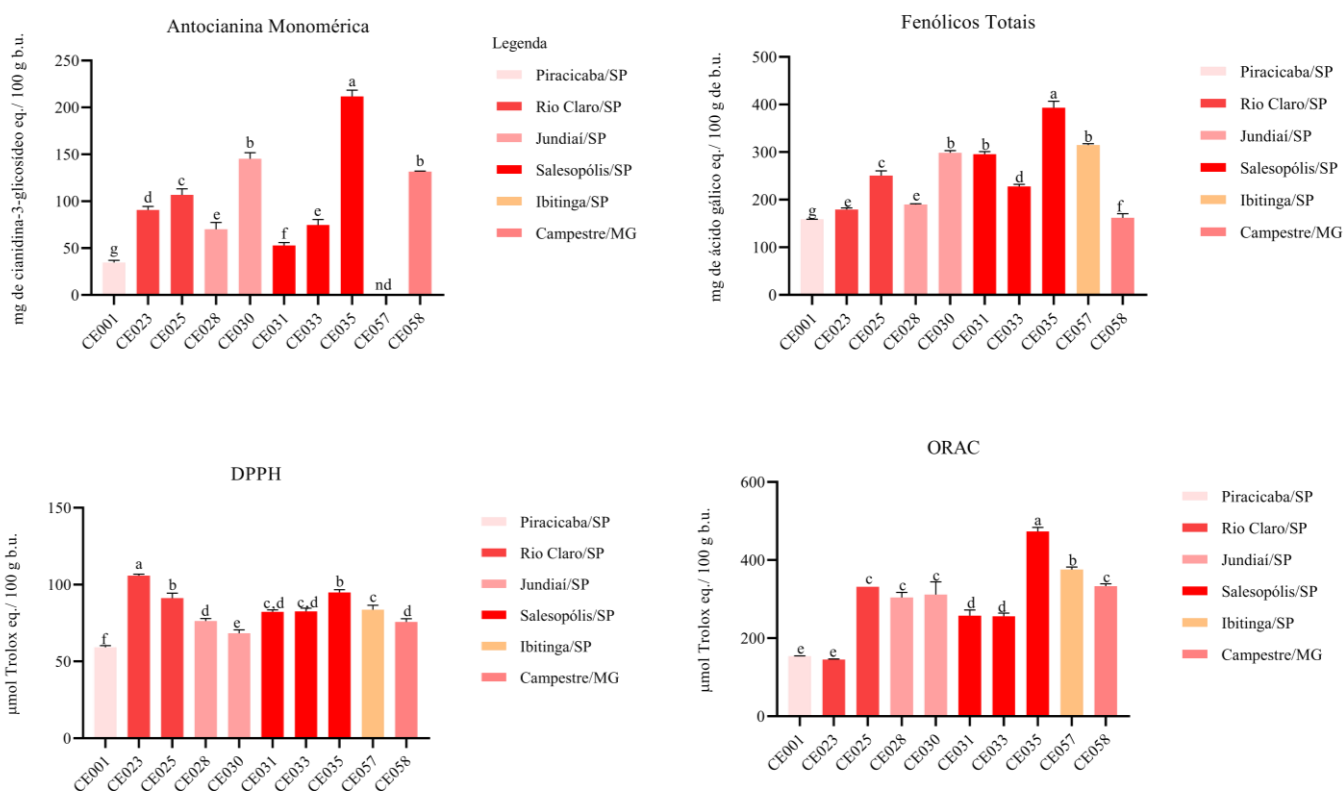 Antocianina Monomérica
mg de cianidina-3-glicosídeo eq./ 100 g b.u.
250
200
150
100
50
0
g
d
c
e
b
f
e
a
nd
b
CE001
CE023
CE025
CE028
CE030
CE031
CE033
CE035
CE057
CE058
Legenda
Piracicaba/SP
Rio Claro/SP
Jundiaí/SP
Salesopólis/SP
Ibitinga/SP
Campestre/MG
Fenólicos Totais
mg de ácido gálico eq./ 100 g de b.u.
500
400
300
200
100
0
g
e
c
e
b
b
d
a
b
f
CE001
CE023
CE025
CE028
CE030
CE031
CE033
CE035
CE057
CE058
Piracicaba/SP
Rio Claro/SP
Jundiaí/SP
Salesopólis/SP
Ibitinga/SP
Campestre/MG
DPPH
µmol Trolox eq./ 100 g b.u.
150
100
50
0
f
a
b
d
e
c,d
c,d
b
c
d
CE001
CE023
CE025
CE028
CE030
CE031
CE033
CE035
CE057
CE058
Piracicaba/SP
Rio Claro/SP
Jundiaí/SP
Salesopólis/SP
Ibitinga/SP
Campestre/MG
ORAC
µmol Trolox eq./ 100 g b.u.
600
400
200
0
e
e
c
c
c
d
d
a
b
c
CE001
CE023
CE025
CE028
CE030
CE031
CE033
CE035
CE057
CE058
Piracicaba/SP
Rio Claro/SP
Jundiaí/SP
Salesopólis/SP
Ibitinga/SP
Campestre/MG